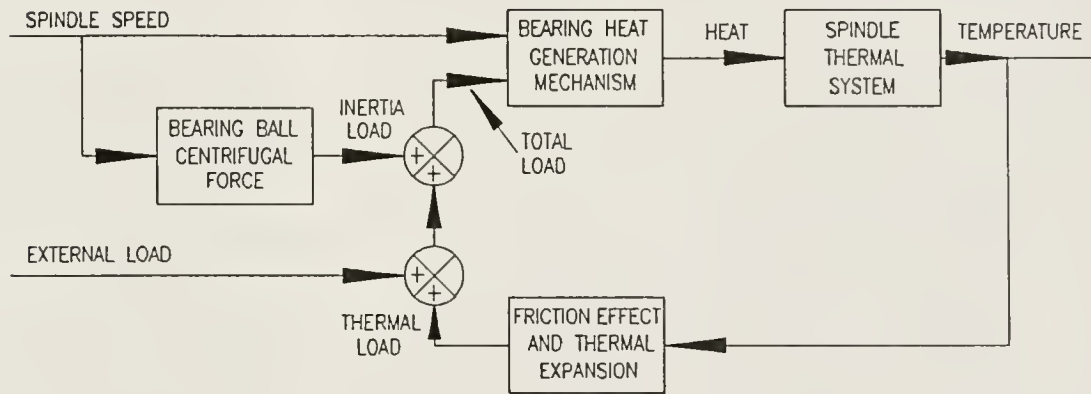 SPINDLE SPEED
BEARING HEAT
GENERATION
MECHANISM
HEAT
SPINDLE
THERMAL
SYSTEM
TEMPERATURE
BEARING BALL
CENTRIFUGAL
FORCE
INERTIA
LOAD
+
+
TOTAL
LOAD
EXTERNAL LOAD
+
+
THERMAL
LOAD
FRICTION EFFECT
AND THERMAL
EXPANSION